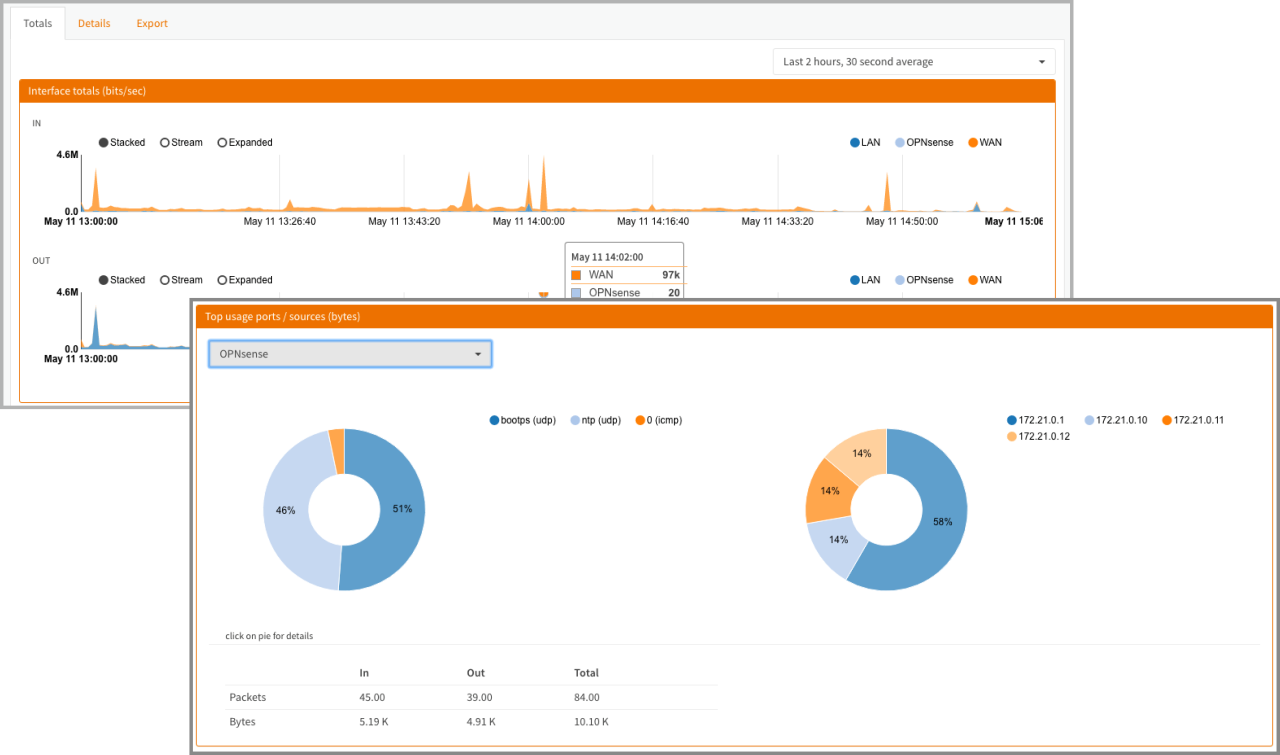 Totals Details Export
Last 2 hours, 30 second average
Interface totals (bits/sec)
IN
Stacked Stream Expanded LAN OPNsense WAN
4.6M
0.0
May 11 13:00:00 May 11 13:26:40 May 11 13:43:20 May 11 14:00:00 May 11 14:16:40 May 11 14:33:20 May 11 14:50:00 May 11 15:06
OUT
Stacked Stream Expanded LAN OPNsense WAN
4.6M
0.0
May 11 13:00:00
May 11 14:02:00
WAN 97k
OPNsense 20
Top usage ports / sources (bytes)
OPNsense
bootps (udp) ntp (udp) 0 (icmp)
46% 51%
172.21.0.1 172.21.0.10 172.21.0.11
172.21.0.12
14%
14%
14%
58%
click on pie for details
In Out Total
Packets 45.00 39.00 84.00
Bytes 5.19 K 4.91 K 10.10 K